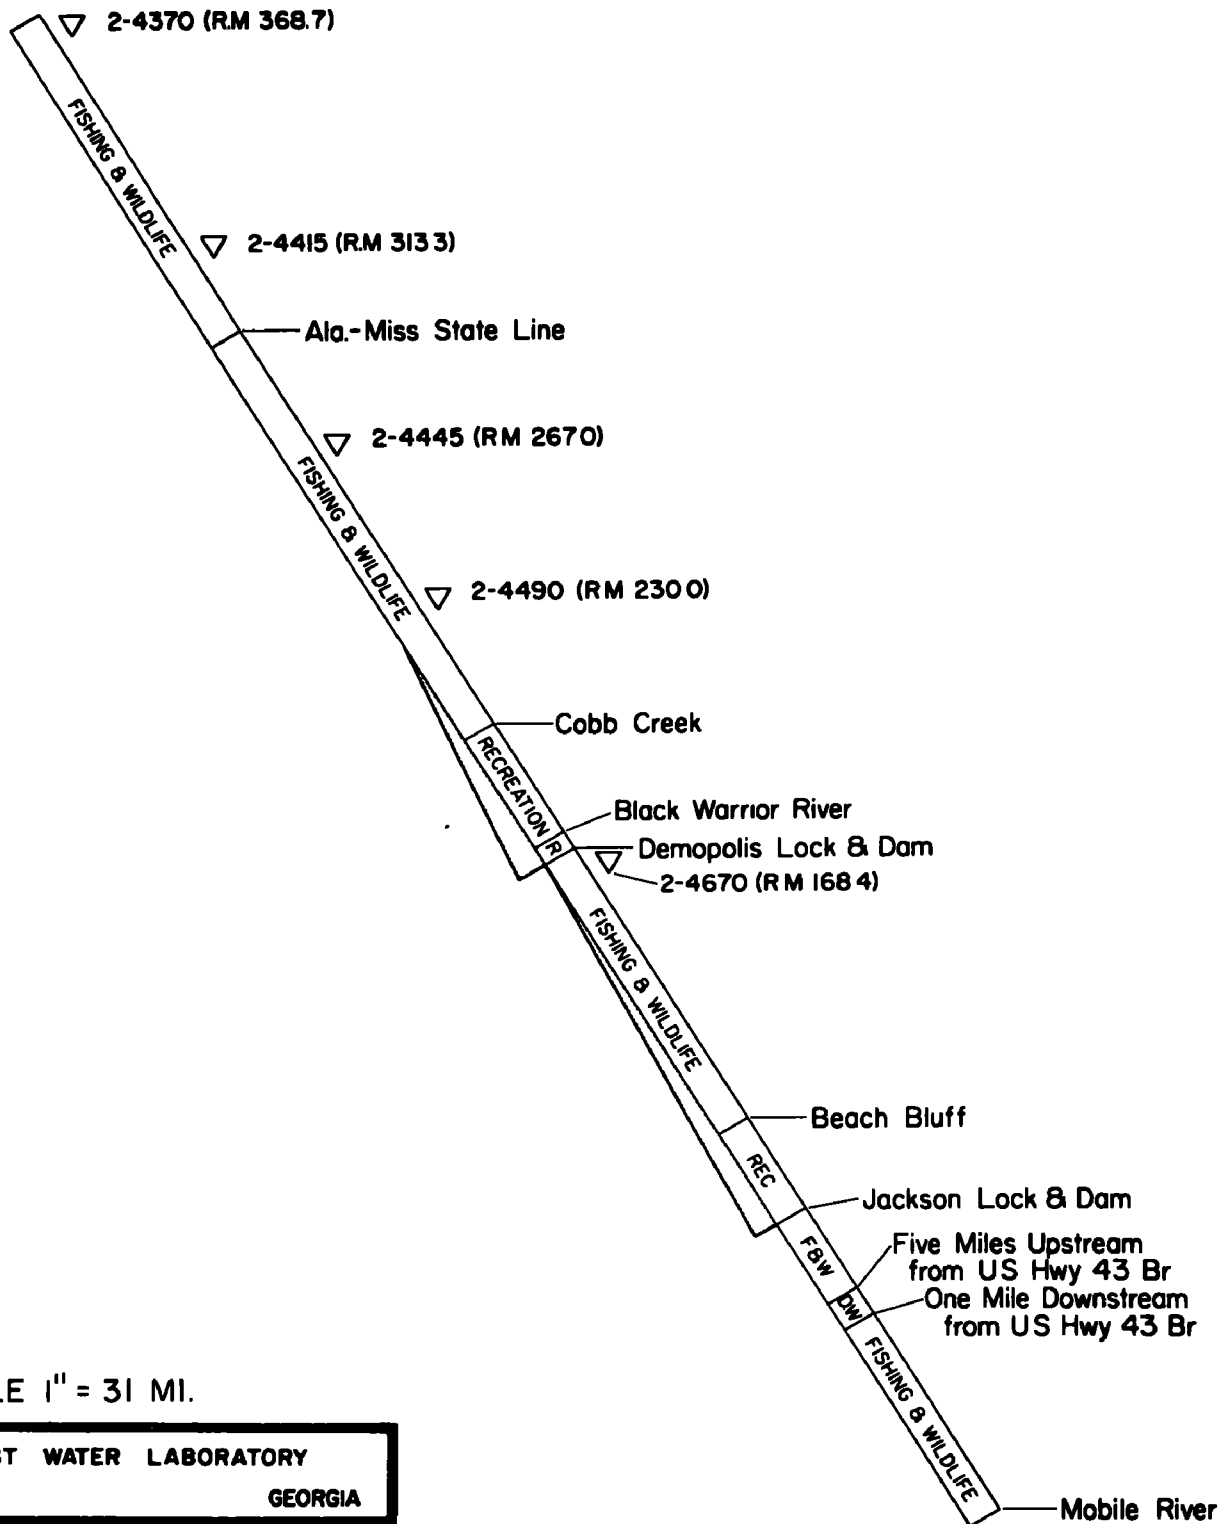 2-4370 (R.M 368.7)
FISHING & WILDLIFE
2-4415 (R.M 313 3)
Ala.-Miss State Line
2-4445 (RM 267 0)
FISHING & WILDLIFE
2-4490 (RM 230 0)
Cobb Creek
RECREATION
Black Warrior River
R
Demopolis Lock & Dam
2-4670 (RM 168 4)
FISHING & WILDLIFE
Beach Bluff
REC
Jackson Lock & Dam
F&W
Five Miles Upstream
from US Hwy 43 Br
DW
One Mile Downstream
from US Hwy 43 Br
FISHING & WILDLIFE
LE 1" = 31 MI.
ST WATER LABORATORY
GEORGIA
Mobile River